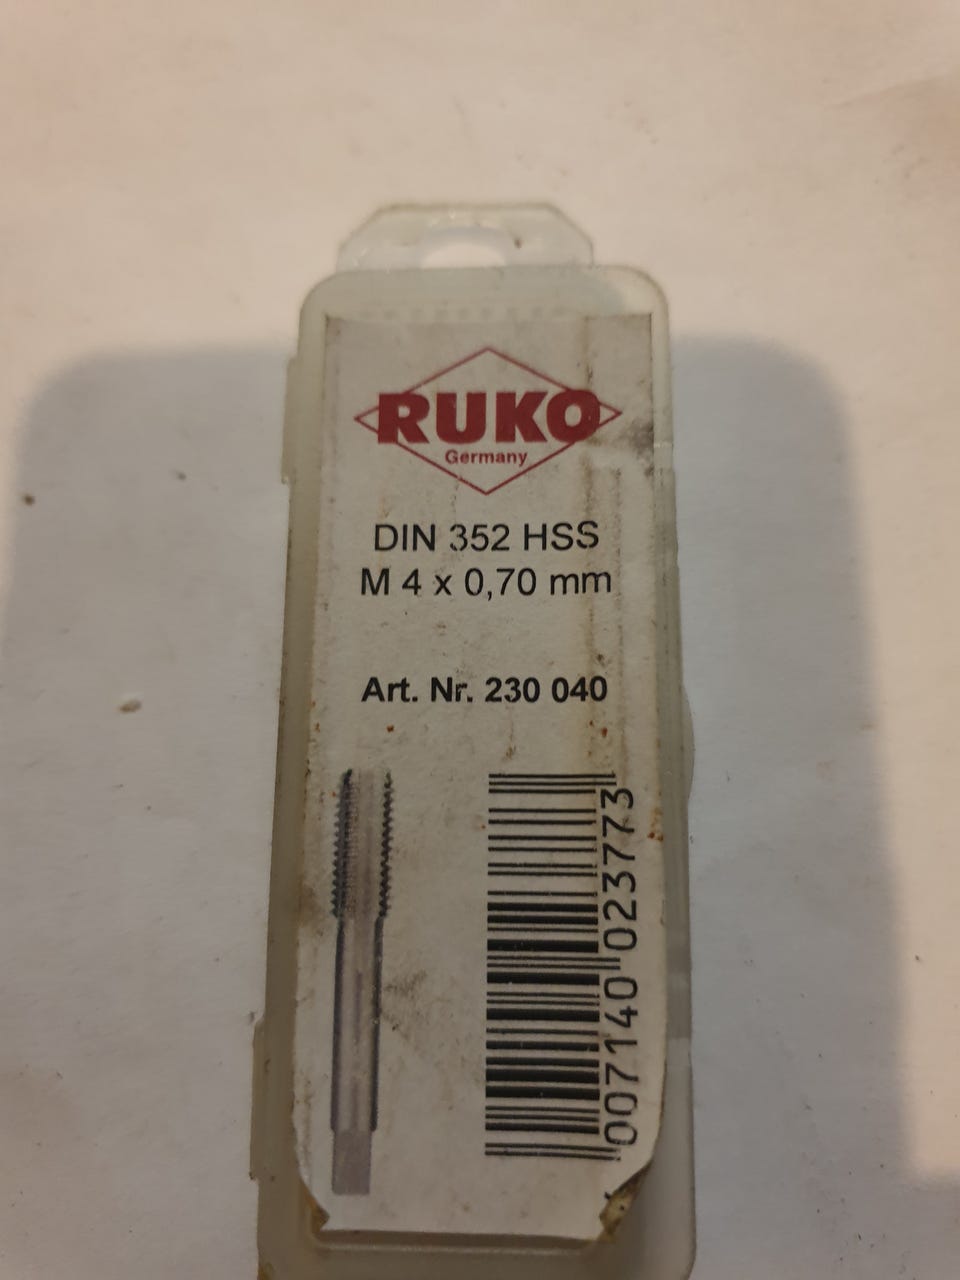 RUKO
Germany
DIN 352 HSS
M 4 x 0,70 mm
Art. Nr. 230 040
007140 023773